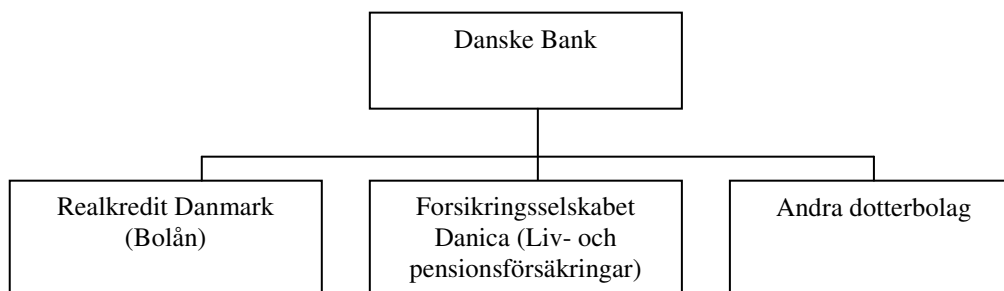 Danske Bank
Realkredit Danmark
(Bolån)
Forsikringsselskabet
Danica (Liv- och
pensionsförsäkringar)
Andra dotterbolag